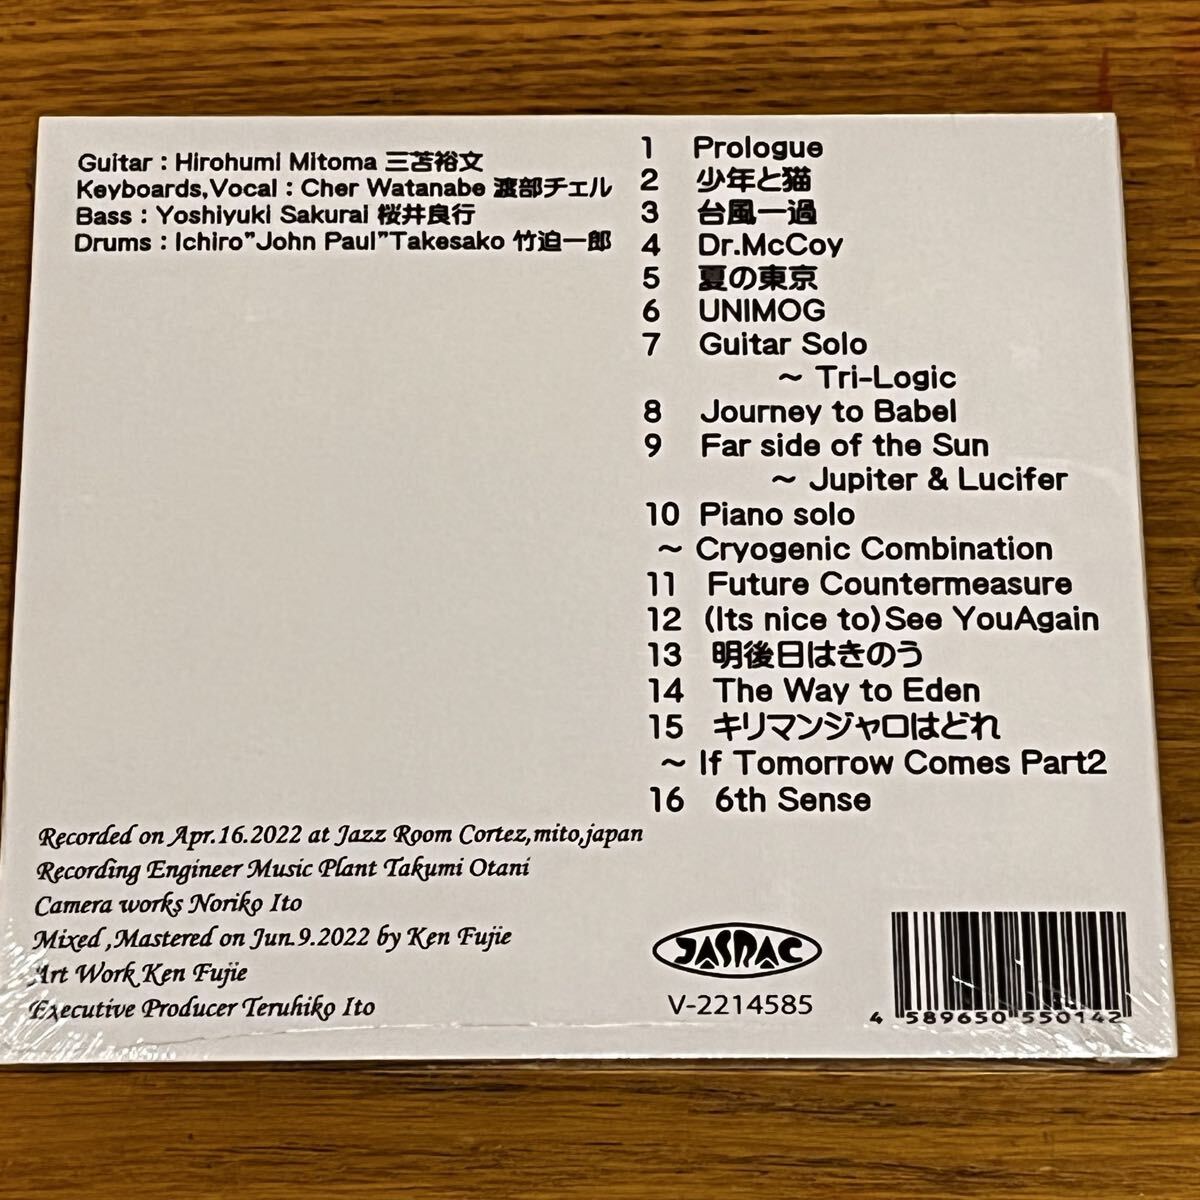 Guitar : Hirohumi Mitoma 三苫裕文
Keyboards,Vocal : Cher Watanabe 渡部チェル
Bass : Yoshiyuki Sakurai 桜井良行
Drums : Ichiro"John Paul"Takesako 竹迫一郎
1 Prologue
2 少年と猫
3 台風一過
4 Dr.McCoy
5 夏の東京
6 UNIMOG
7 Guitar Solo
～ Tri-Logic
8 Journey to Babel
9 Far side of the Sun
～ Jupiter & Lucifer
10 Piano solo
～ Cryogenic Combination
11 Future Countermeasure
12 (Its nice to)See YouAgain
13 明後日はきのう
14 The Way to Eden
15 キリマンジャロはどれ
～ If Tomorrow Comes Part2
16 6th Sense
Recorded on Apr.16.2022 at Jazz Room Cortez,mito,japan
Recording Engineer Music Plant Takumi Otani
Camera works Noriko Ito
Mixed ,Mastered on Jun.9.2022 by Ken Fujie
Art Work Ken Fujie
Executive Producer Teruhiko Ito
JASRAC
V-2214585
4 589650 550142